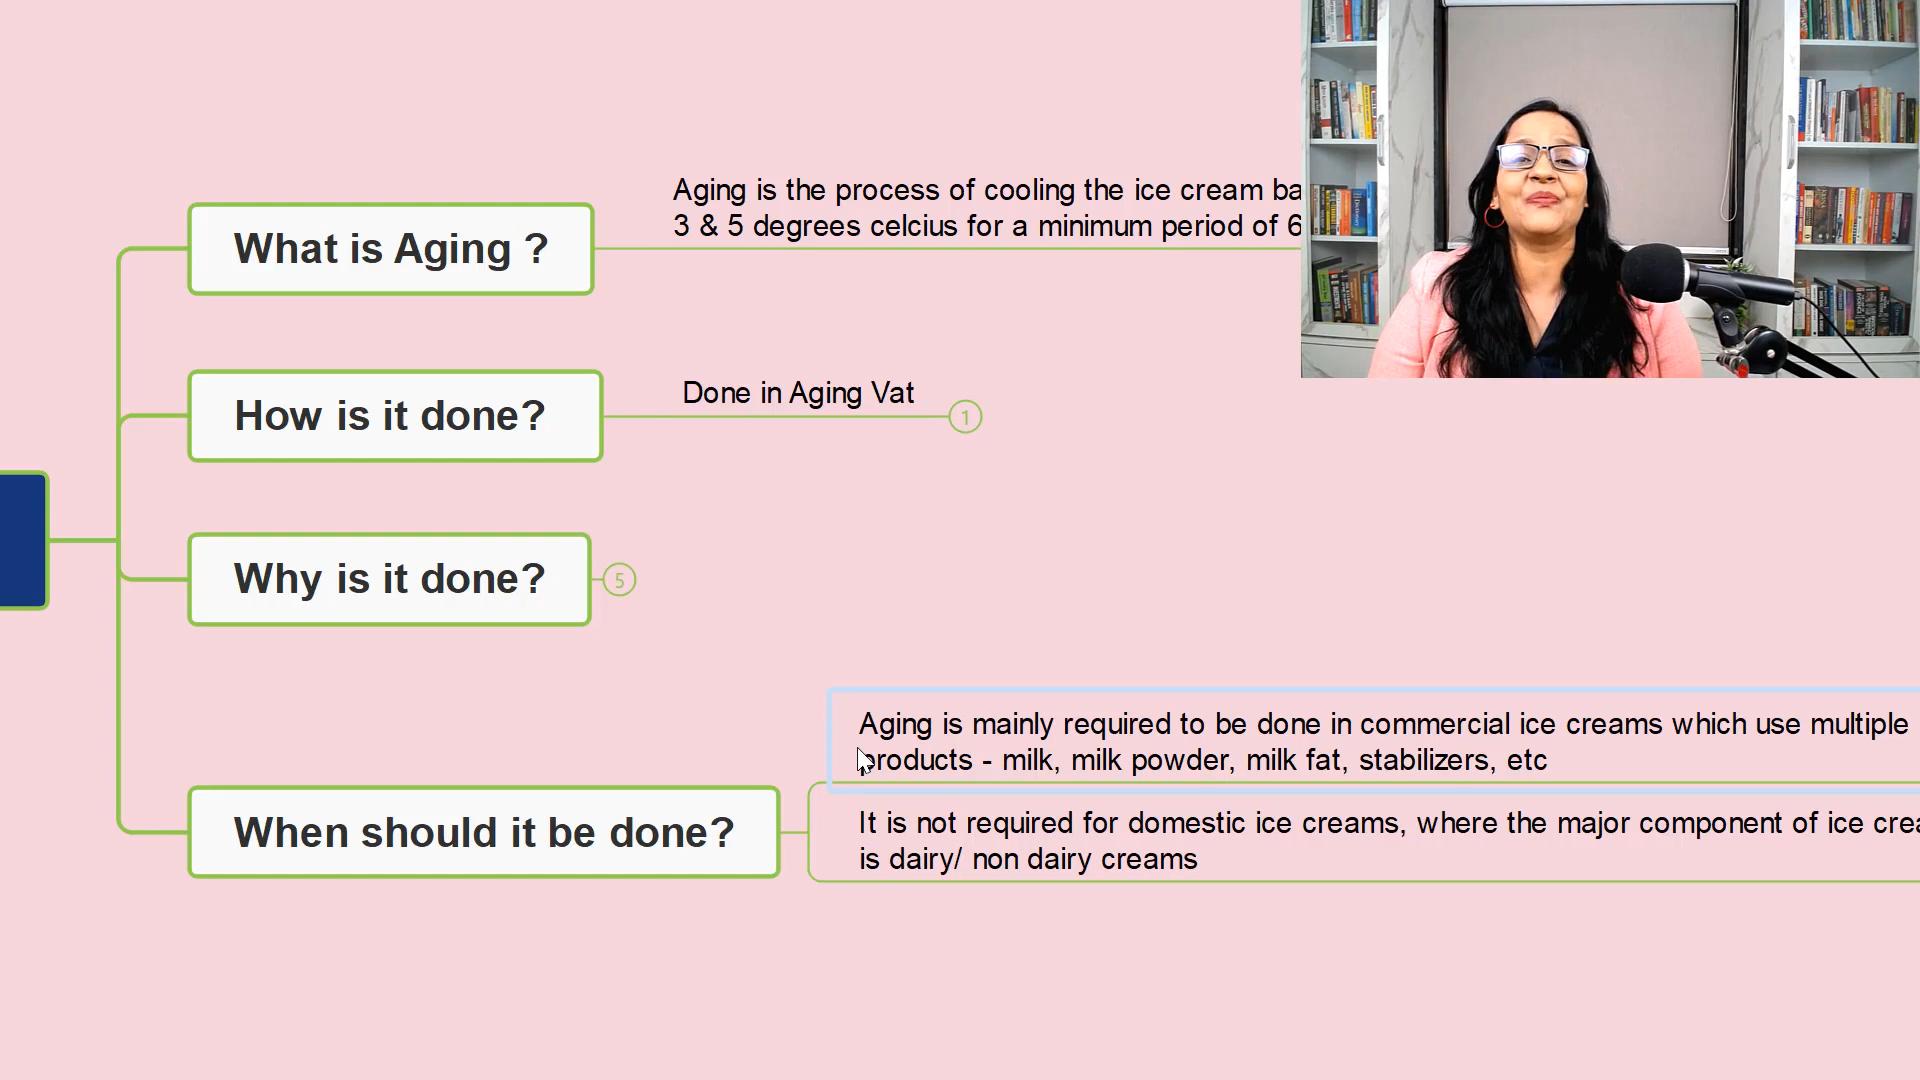 What is Aging ?
Aging is the process of cooling the ice cream
3 & 5 degrees celcius for a minimum period of 6
How is it done?
Done in Aging Vat
1
Why is it done?
5
When should it be done?
Aging is mainly required to be done in commercial ice creams which use multiple
products - milk, milk powder, milk fat, stabilizers, etc
It is not required for domestic ice creams, where the major component of ice
is dairy/ non dairy creams